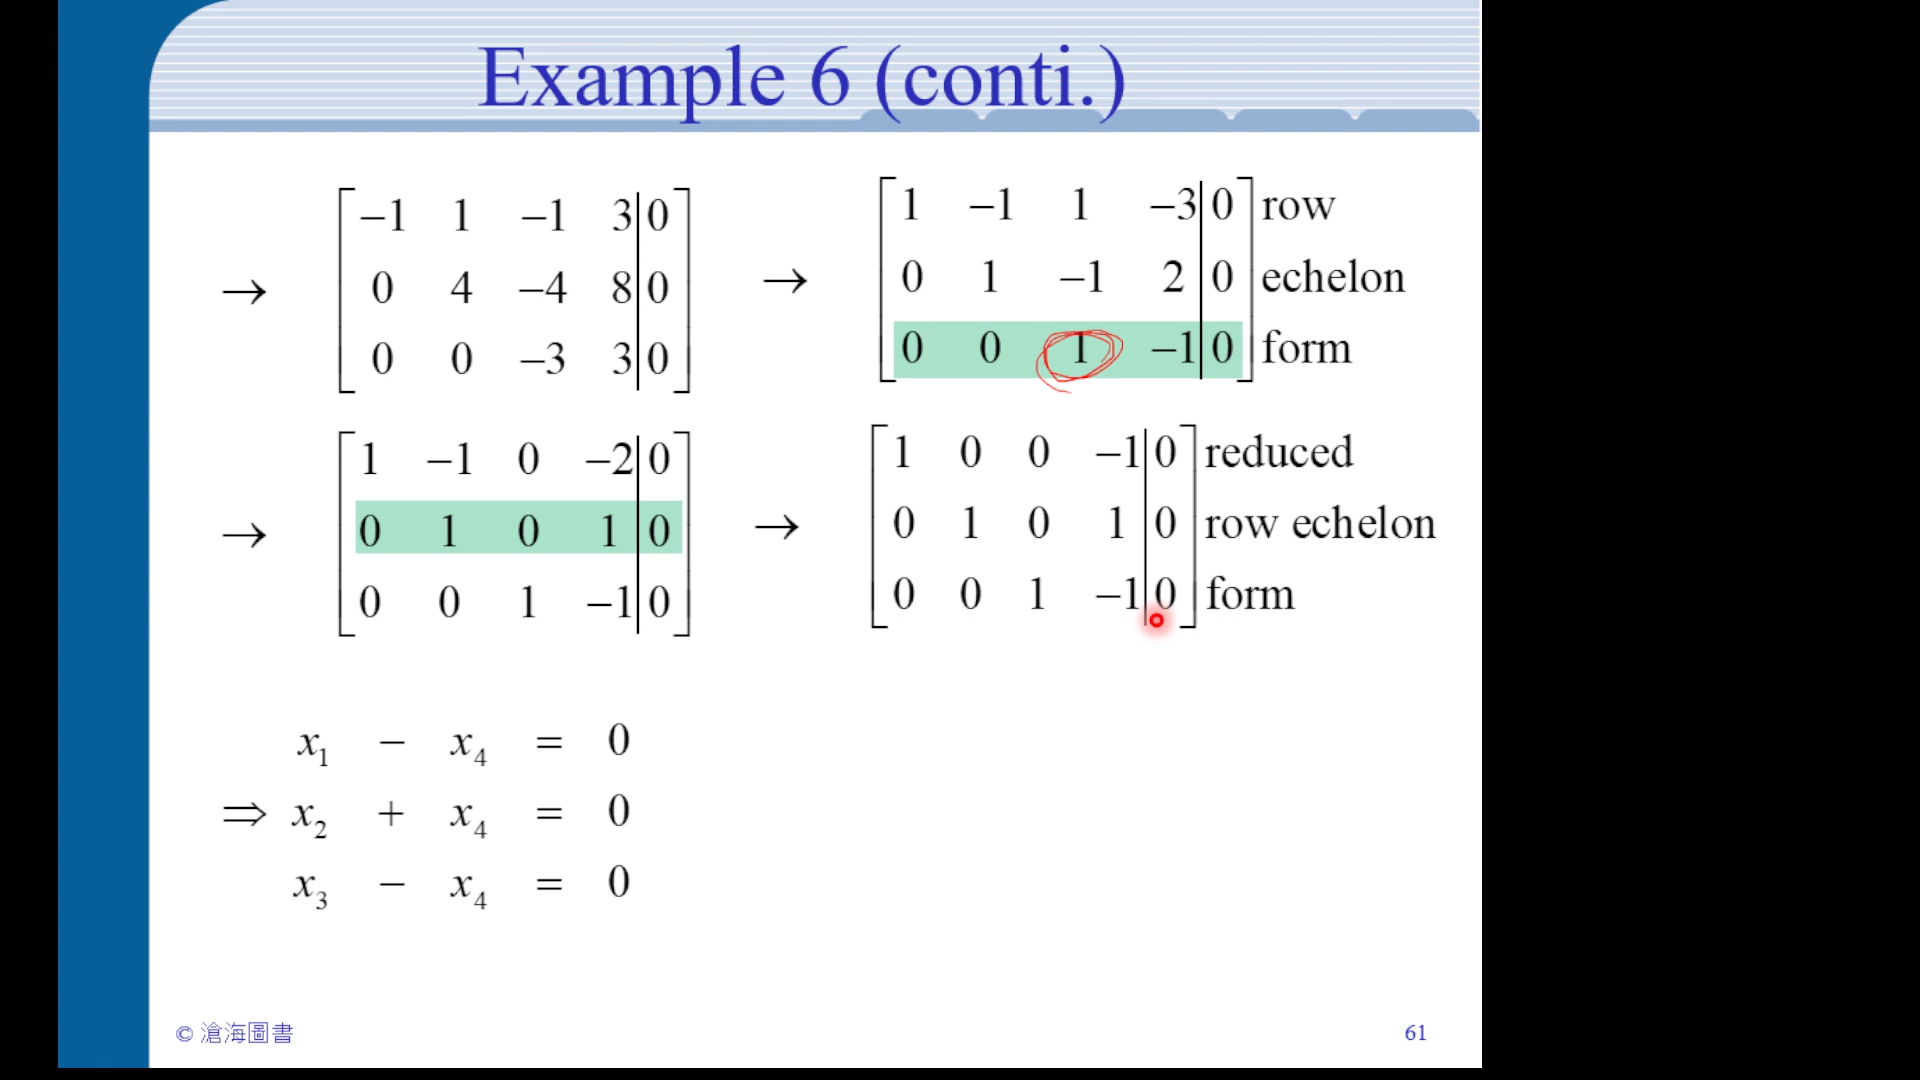 Example 6 (conti.)
→ [ −1 1 −1 3 | 0 ]
[ 0 4 −4 8 | 0 ]
[ 0 0 −3 3 | 0 ]
→ [ 1 −1 1 −3 | 0 ] row
[ 0 1 −1 2 | 0 ] echelon
[ 0 0 1 −1 | 0 ] form
→ [ 1 −1 0 −2 | 0 ]
[ 0 1 0 1 | 0 ]
[ 0 0 1 −1 | 0 ]
→ [ 1 0 0 −1 | 0 ] reduced
[ 0 1 0 1 | 0 ] row echelon
[ 0 0 1 −1 | 0 ] form
x₁ − x₄ = 0
⇒ x₂ + x₄ = 0
x₃ − x₄ = 0
© 滄海圖書
61